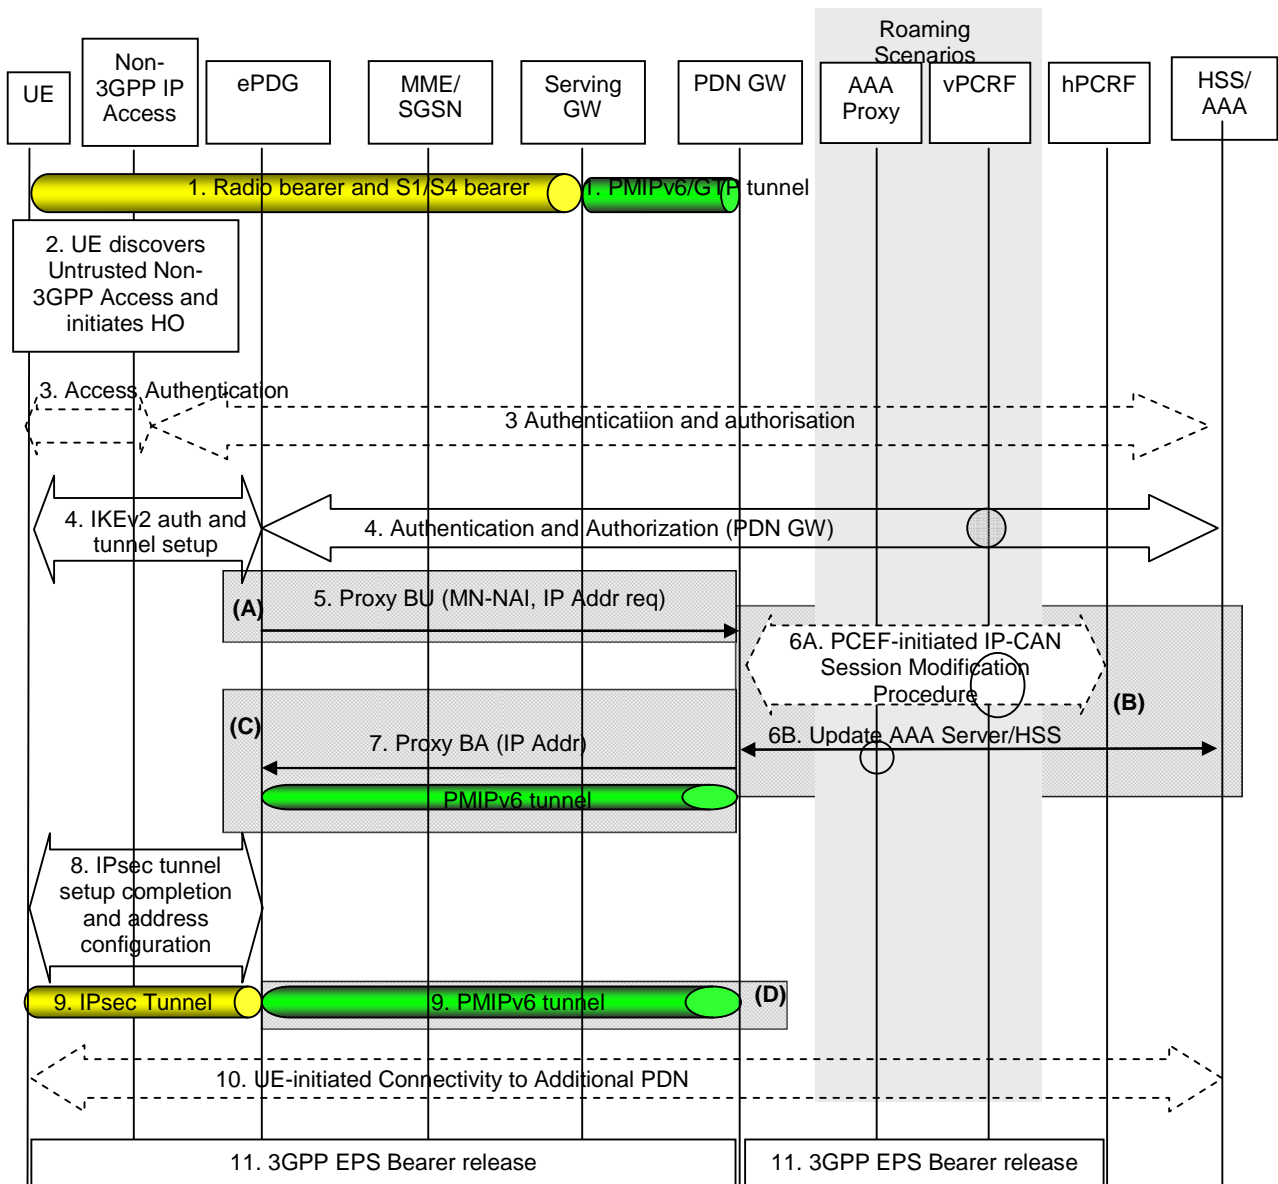 Roaming
Scenarios
UE
Non-
3GPP IP
Access
ePDG
MME/
SGSN
Serving
GW
PDN GW
AAA
Proxy
vPCRF
hPCRF
HSS/
AAA
1. Radio bearer and S1/S4 bearer
1. PMIPv6/GTP tunnel
2. UE discovers
Untrusted Non-
3GPP Access and
initiates HO
3. Access Authentication
3 Authenticatiion and authorisation
4. IKEv2 auth and
tunnel setup
4. Authentication and Authorization (PDN GW)
(A)
5. Proxy BU (MN-NAI, IP Addr req)
6A. PCEF-initiated IP-CAN
Session Modification
Procedure
(B)
(C)
6B. Update AAA Server/HSS
7. Proxy BA (IP Addr)
PMIPv6 tunnel
8. IPsec tunnel
setup completion
and address
configuration
9. IPsec Tunnel
9. PMIPv6 tunnel
(D)
10. UE-initiated Connectivity to Additional PDN
11. 3GPP EPS Bearer release
11. 3GPP EPS Bearer release